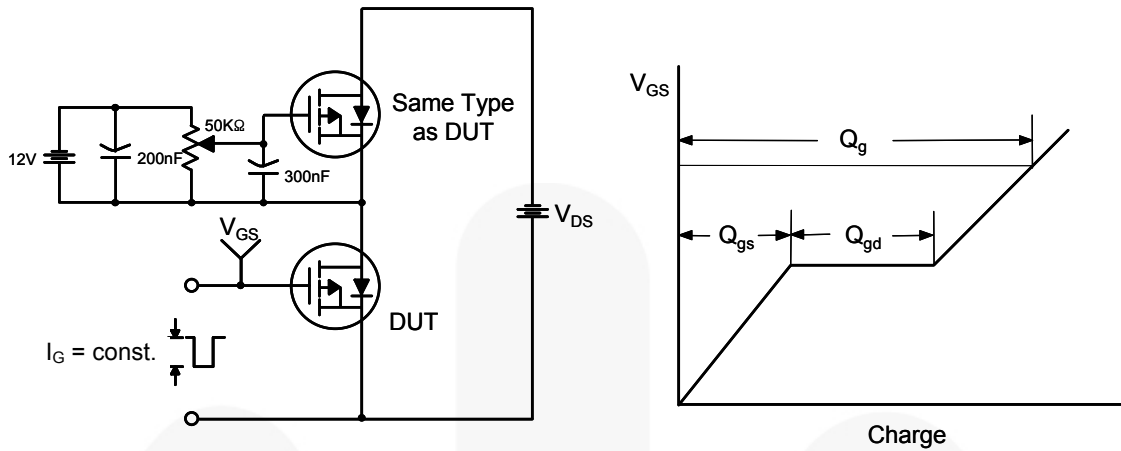 Same Type
as DUT
50KΩ
12V
200nF
300nF
V_GS
V_DS
DUT
I_G = const.
V_GS
Q_g
Q_gs
Q_gd
Charge